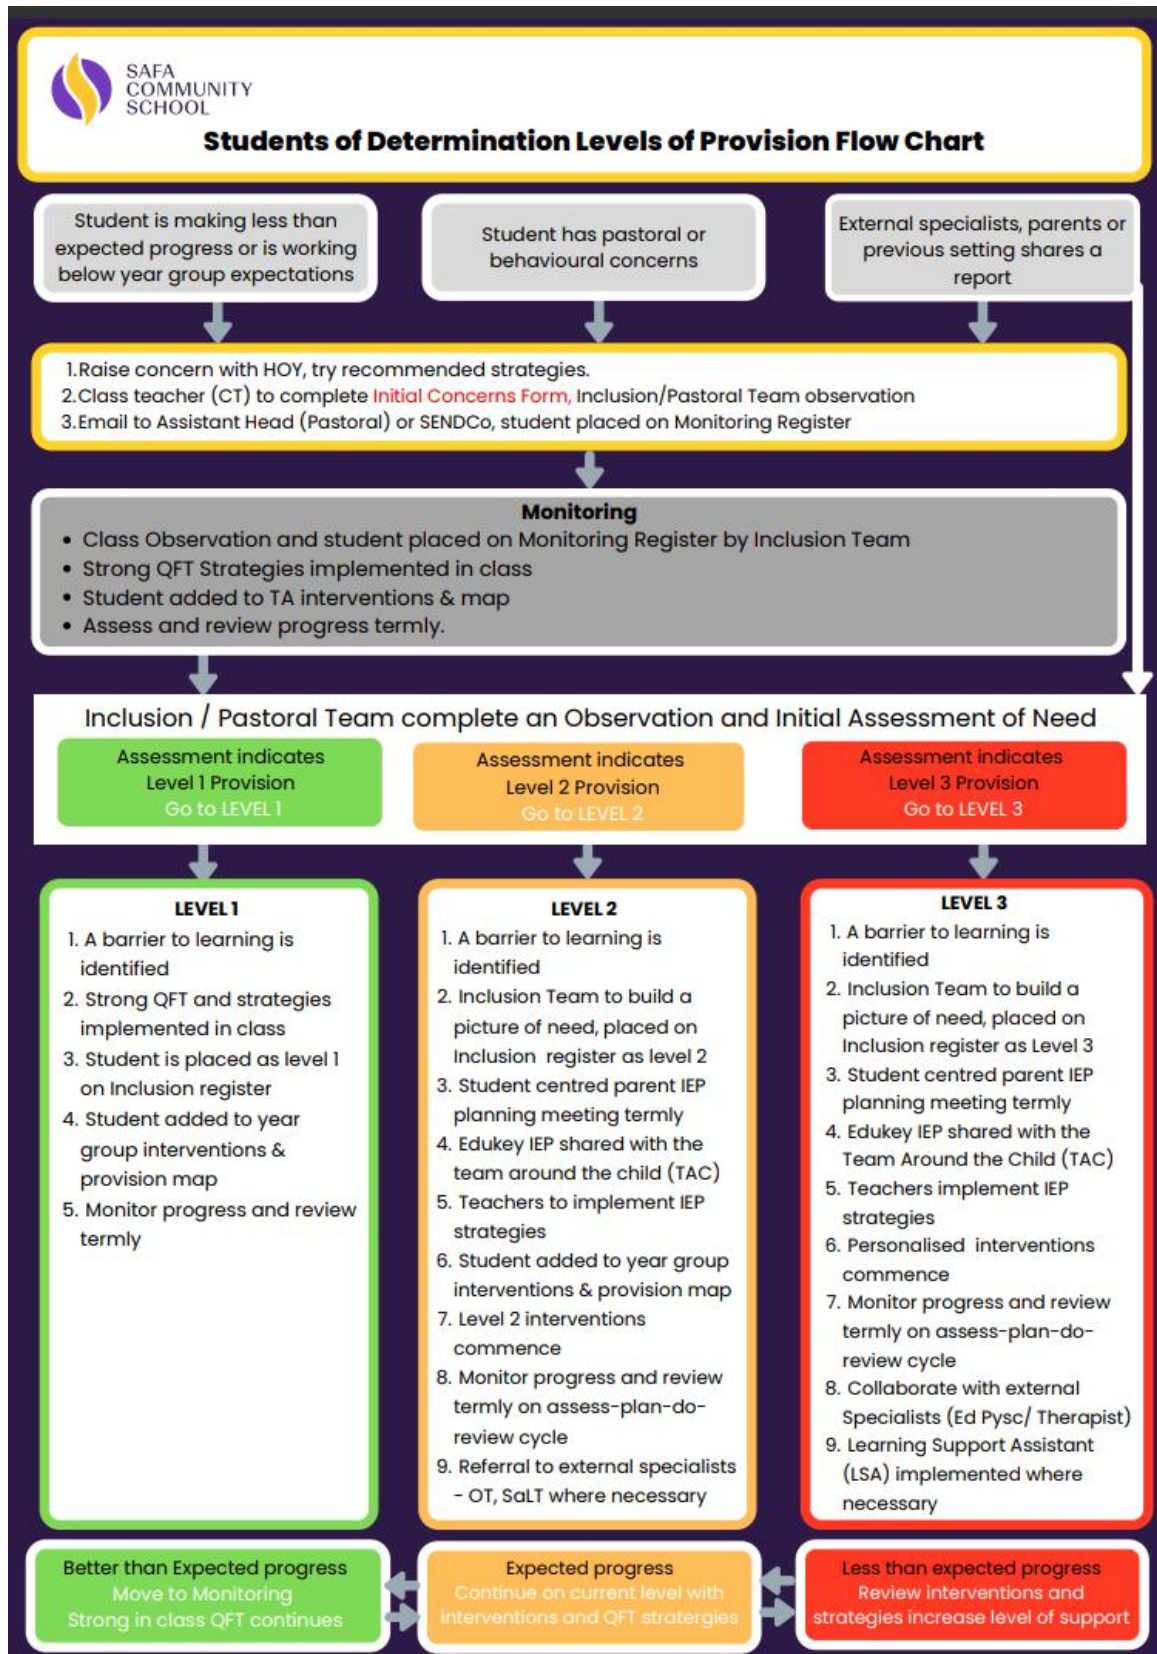 SAFA
COMMUNITY
SCHOOL
Students of Determination Levels of Provision Flow Chart
Student is making less than
expected progress or is working
below year group expectations
Student has pastoral or
behavioural concerns
External specialists, parents or
previous setting shares a
report
1.Raise concern with HOY, try recommended strategies.
2.Class teacher (CT) to complete Initial Concerns Form, Inclusion/Pastoral Team observation
3.Email to Assistant Head (Pastoral) or SENDCo, student placed on Monitoring Register
Monitoring
• Class Observation and student placed on Monitoring Register by Inclusion Team
• Strong QFT Strategies implemented in class
• Student added to TA interventions & map
• Assess and review progress termly.
Inclusion / Pastoral Team complete an Observation and Initial Assessment of Need
Assessment indicates
Level 1 Provision
Go to LEVEL 1
Assessment indicates
Level 2 Provision
Go to LEVEL 2
Assessment indicates
Level 3 Provision
Go to LEVEL 3
LEVEL 1
1. A barrier to learning is
identified
2. Strong QFT and strategies
implemented in class
3. Student is placed as level 1
on Inclusion register
4. Student added to year
group interventions &
provision map
5. Monitor progress and review
termly
LEVEL 2
1. A barrier to learning is
identified
2. Inclusion Team to build a
picture of need, placed on
Inclusion register as level 2
3. Student centred parent IEP
planning meeting termly
4. Edukey IEP shared with the
team around the child (TAC)
5. Teachers to implement IEP
strategies
6. Student added to year group
interventions & provision map
7. Level 2 interventions
commence
8. Monitor progress and review
termly on assess-plan-do-
review cycle
9. Referral to external specialists
- OT, SaLT where necessary
LEVEL 3
1. A barrier to learning is
identified
2. Inclusion Team to build a
picture of need, placed on
Inclusion register as Level 3
3. Student centred parent IEP
planning meeting termly
4. Edukey IEP shared with the
Team Around the Child (TAC)
5. Teachers implement IEP
strategies
6. Personalised interventions
commence
7. Monitor progress and review
termly on assess-plan-do-
review cycle
8. Collaborate with external
Specialists (Ed Pysc/ Therapist)
9. Learning Support Assistant
(LSA) implemented where
necessary
Better than Expected progress
Move to Monitoring
Strong in class QFT continues
Expected progress
Continue on current level with
interventions and QFT stratergies
Less than expected progress
Review interventions and
strategies increase level of support